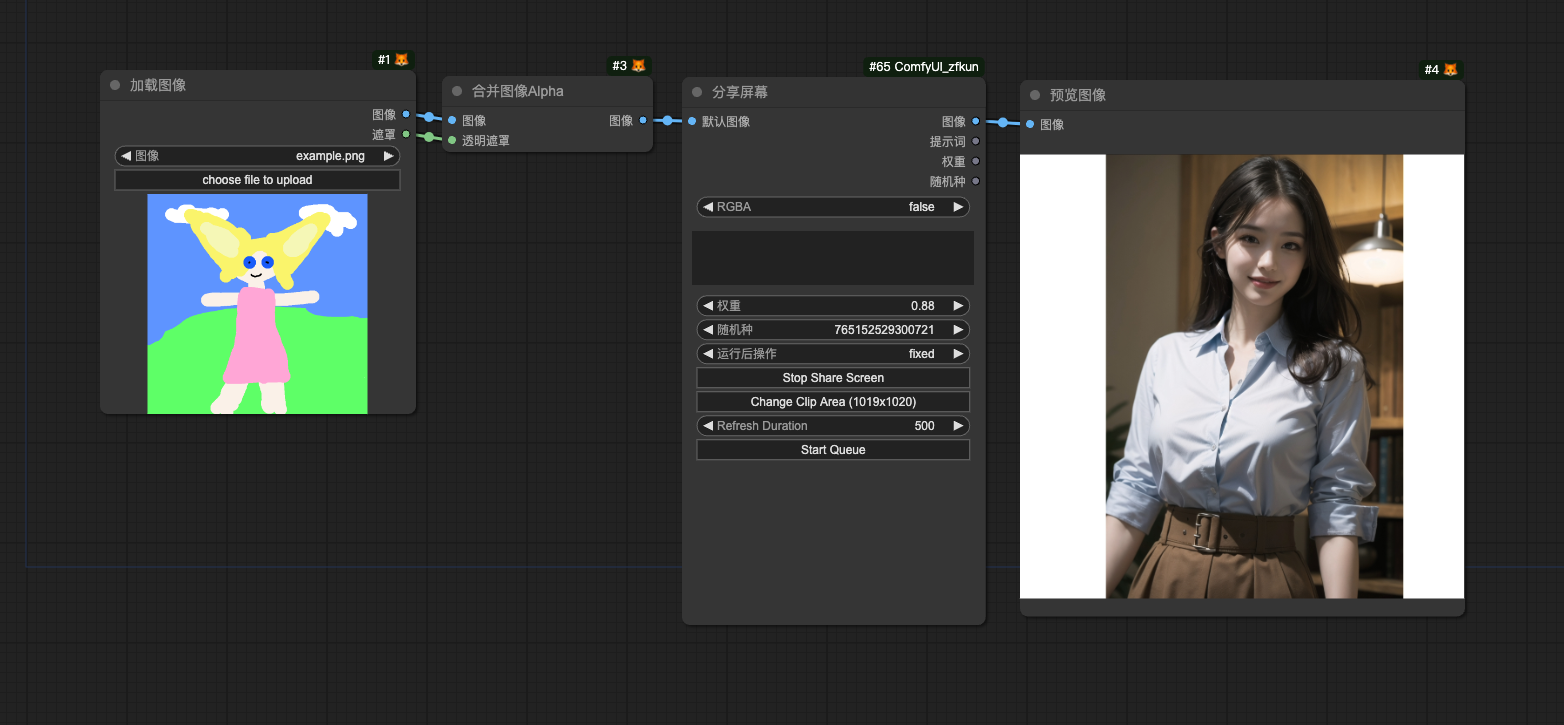 #1
加载图像
图像
遮罩
图像 example.png
choose file to upload
#3
合并图像Alpha
图像 图像
透明遮罩
#65 ComfyUI_zfkun
分享屏幕
默认图像 图像
提示词
权重
随机种
RGBA false
权重 0.88
随机种 765152529300721
运行后操作 fixed
Stop Share Screen
Change Clip Area (1019x1020)
Refresh Duration 500
Start Queue
#4
预览图像
图像